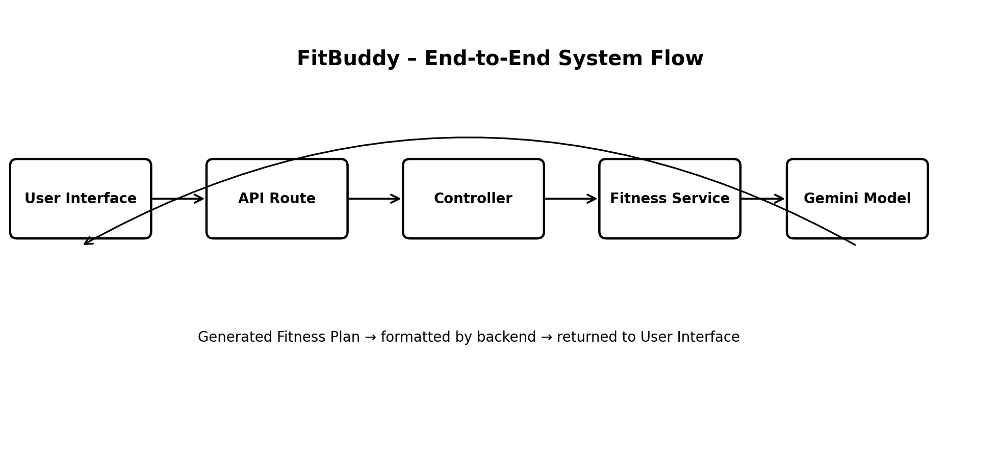 FitBuddy – End-to-End System Flow
User Interface
API Route
Controller
Fitness Service
Gemini Model
Generated Fitness Plan → formatted by backend → returned to User Interface